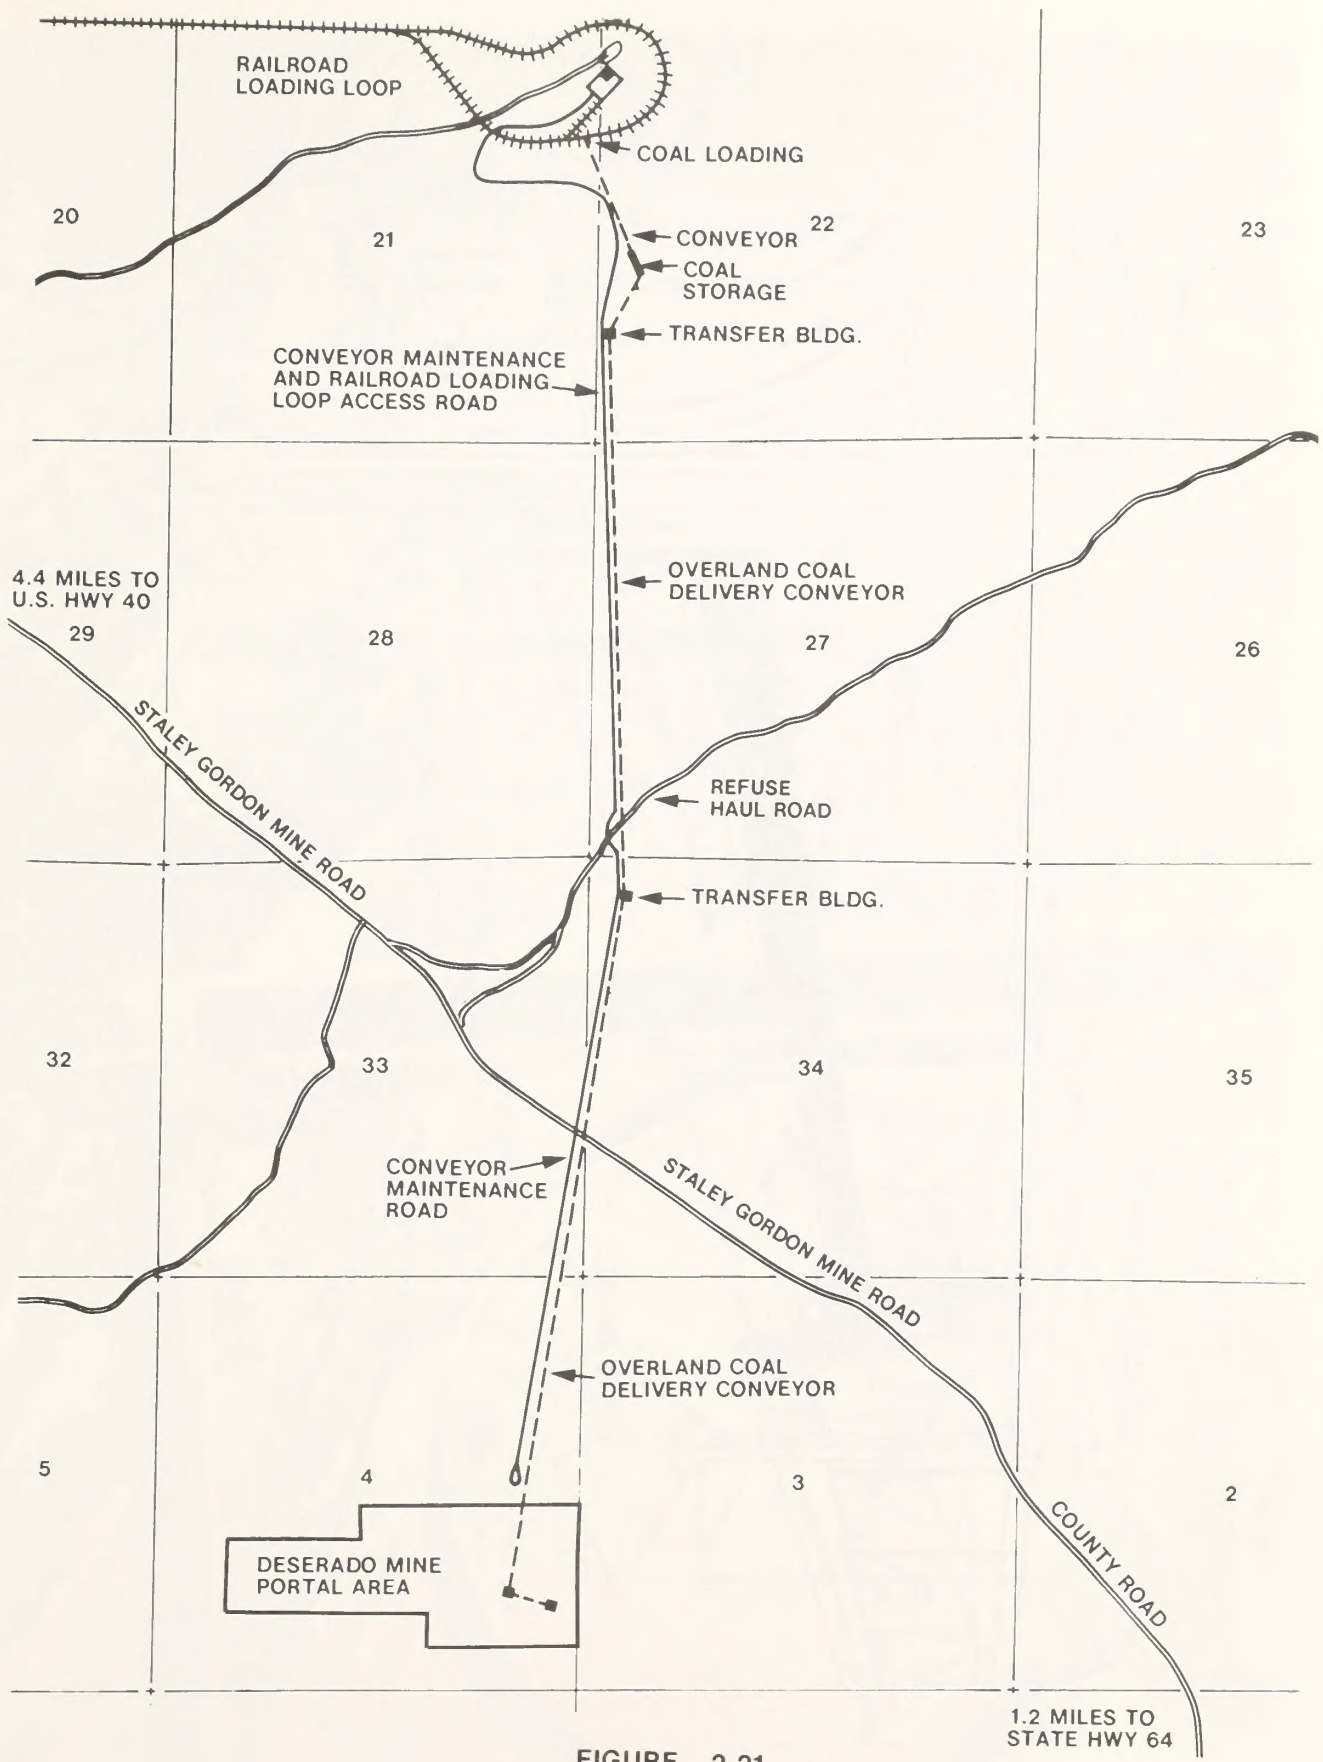 RAILROAD
LOADING LOOP
COAL LOADING
20
21
22
23
CONVEYOR
COAL
STORAGE
TRANSFER BLDG.
CONVEYOR MAINTENANCE
AND RAILROAD LOADING
LOOP ACCESS ROAD
4.4 MILES TO
U.S. HWY 40
29
28
OVERLAND COAL
DELIVERY CONVEYOR
27
26
STALEY GORDON MINE ROAD
REFUSE
HAUL ROAD
TRANSFER BLDG.
32
33
34
35
CONVEYOR
MAINTENANCE
ROAD
STALEY GORDON MINE ROAD
OVERLAND COAL
DELIVERY CONVEYOR
5
4
3
2
COUNTY ROAD
DESERADO MINE
PORTAL AREA
1.2 MILES TO
STATE HWY 64
FIGURE 2-21